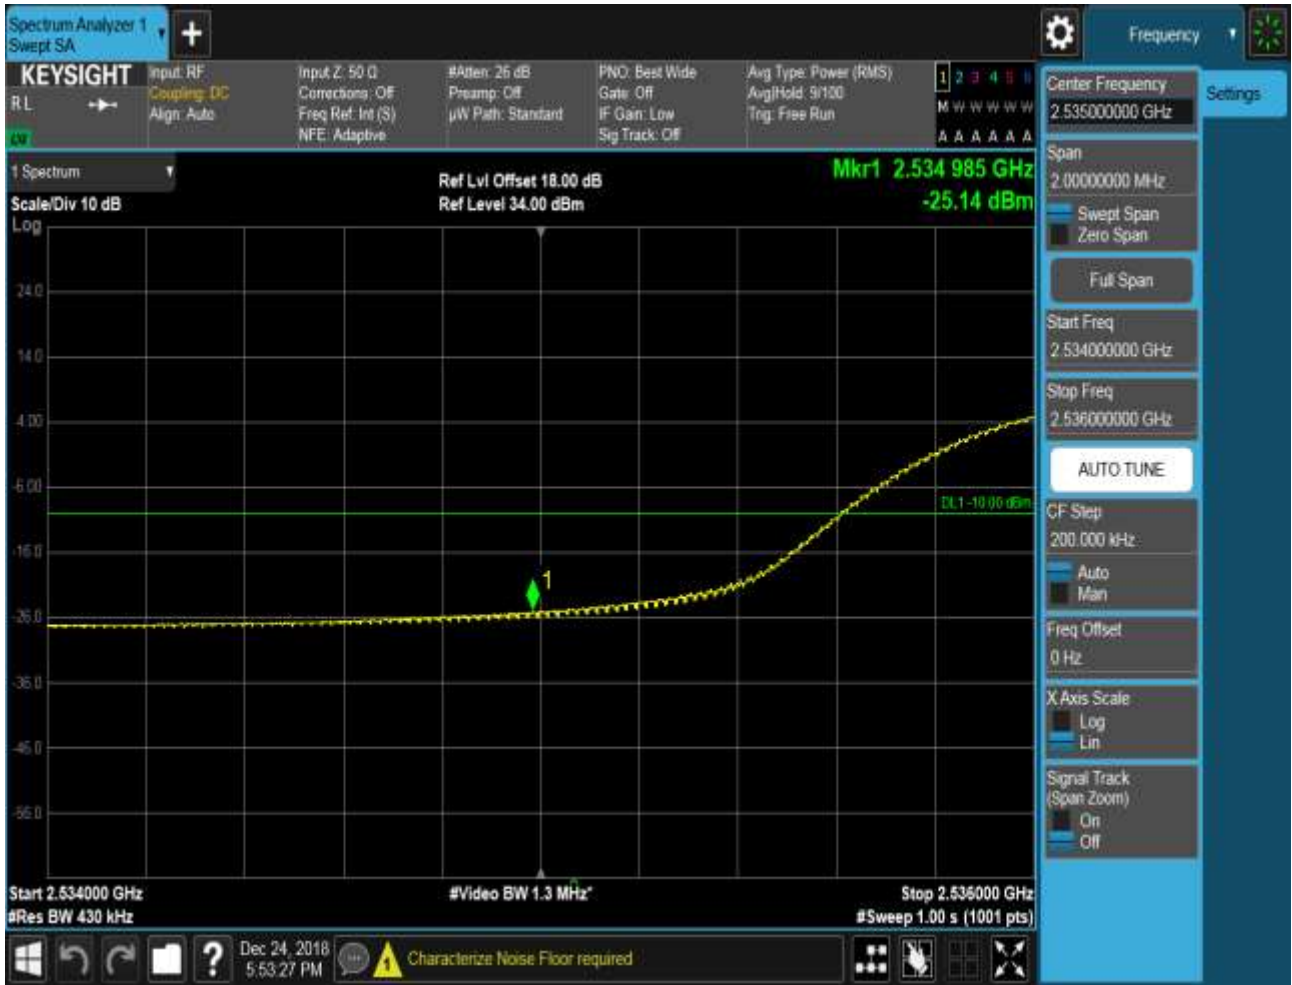 Spectrum Analyzer 1
Swept SA
+
Frequency
KEYSIGHT
RL
LXI
Input: RF
Coupling: DC
Align: Auto
Input Z: 50 Ω
Corrections: Off
Freq Ref: Int (S)
NFE: Adaptive
#Atten: 26 dB
Preamp: Off
µW Path: Standard
PNO: Best Wide
Gate: Off
IF Gain: Low
Sig Track: Off
Avg Type: Power (RMS)
Avg|Hold: 9/100
Trig: Free Run
1 2 3 4 5 6
M W W W W W
A A A A A A
1 Spectrum
Scale/Div 10 dB
Log
Ref Lvl Offset 18.00 dB
Ref Level 34.00 dBm
Mkr1 2.534 985 GHz
-25.14 dBm
24.0
14.0
4.00
-6.00
-16.0
-26.0
-36.0
-46.0
-56.0
DL1 -10.00 dBm
1
Start 2.534000 GHz
#Res BW 430 kHz
#Video BW 1.3 MHz*
Stop 2.536000 GHz
#Sweep 1.00 s (1001 pts)
Center Frequency
2.535000000 GHz
Settings
Span
2.00000000 MHz
Swept Span
Zero Span
Full Span
Start Freq
2.534000000 GHz
Stop Freq
2.536000000 GHz
AUTO TUNE
CF Step
200.000 kHz
Auto
Man
Freq Offset
0 Hz
X Axis Scale
Log
Lin
Signal Track
(Span Zoom)
On
Off
?
Dec 24, 2018
5:53:27 PM
1
Characterize Noise Floor required